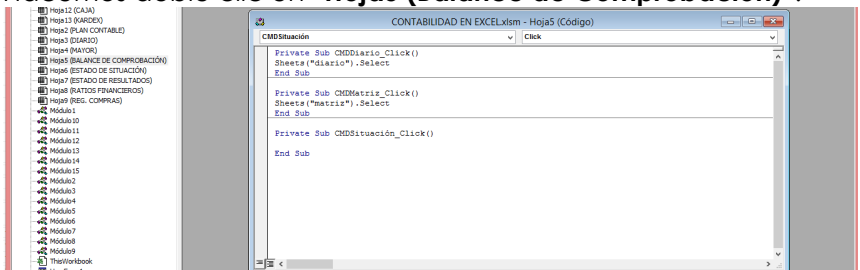 Hoja12 (CAJA)
Hoja13 (KARDEX)
Hoja2 (PLAN CONTABLE)
Hoja3 (DIARIO)
Hoja4 (MAYOR)
Hoja5 (BALANCE DE COMPROBACIÓN)
Hoja6 (ESTADO DE SITUACIÓN)
Hoja7 (ESTADO DE RESULTADOS)
Hoja8 (RATIOS FINANCIEROS)
Hoja9 (REG. COMPRAS)
Módulo1
Módulo10
Módulo11
Módulo12
Módulo13
Módulo14
Módulo15
Módulo2
Módulo3
Módulo4
Módulo5
Módulo6
Módulo7
Módulo8
Módulo9
ThisWorkbook
CONTABILIDAD EN EXCEL.xlsm - Hoja5 (Código)
CMDSituación
Click
Private Sub CMDDiario_Click()
Sheets("diario").Select
End Sub
Private Sub CMDMatriz_Click()
Sheets("matriz").Select
End Sub
Private Sub CMDSituación_Click()
End Sub